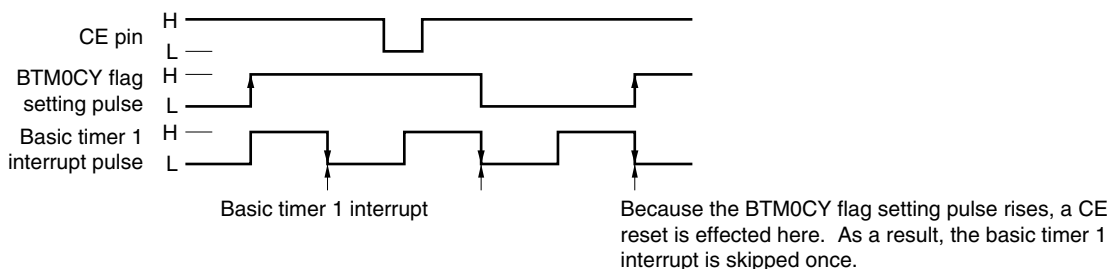 CE pin
H
L
BTM0CY flag
setting pulse
H
L
Basic timer 1
interrupt pulse
H
L
Basic timer 1 interrupt
Because the BTM0CY flag setting pulse rises, a CE
reset is effected here. As a result, the basic timer 1
interrupt is skipped once.